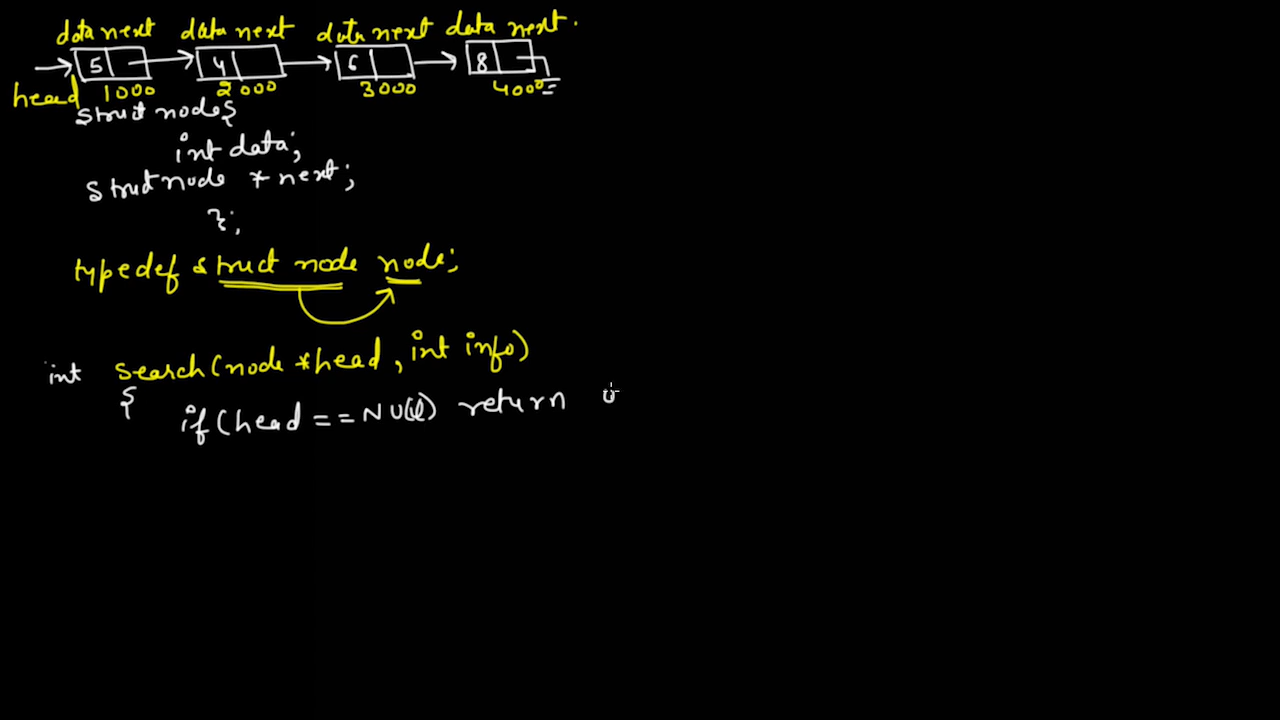 data next data next data next data next.
5 4 6 8
head 1000 2000 3000 4000
struct node{
int data;
struct node * next;
};
typedef struct node node;
int search(node *head, int info)
{ if(head == NULL) return